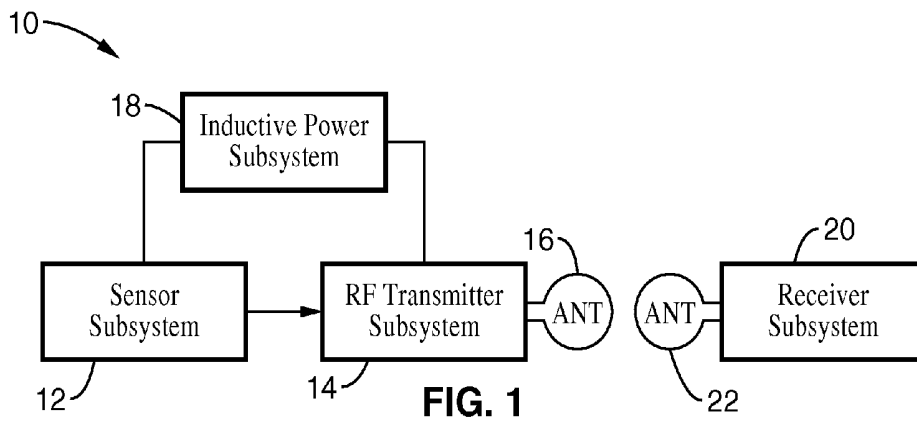 10
18
Inductive Power
Subsystem
16
20
Sensor
Subsystem
RF Transmitter
Subsystem
ANT
ANT
Receiver
Subsystem
12
14
22
FIG. 1